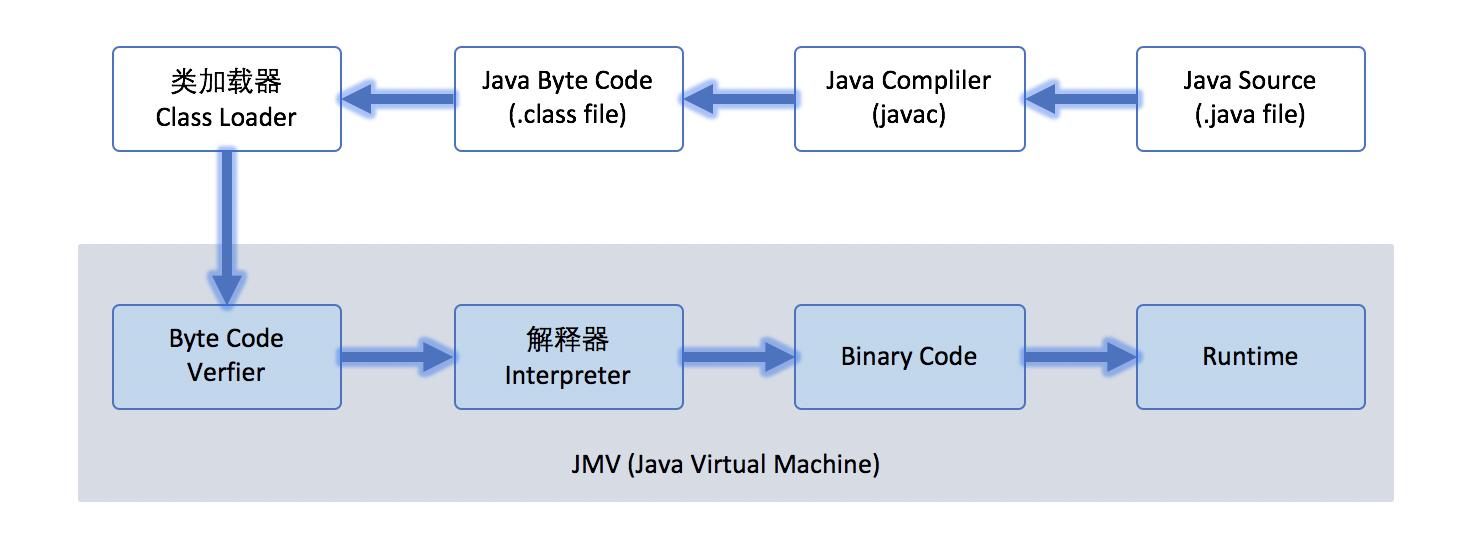 类加载器
Class Loader
Java Byte Code
(.class file)
Java Compliler
(javac)
Java Source
(.java file)
Byte Code
Verfier
解释器
Interpreter
Binary Code
Runtime
JMV (Java Virtual Machine)